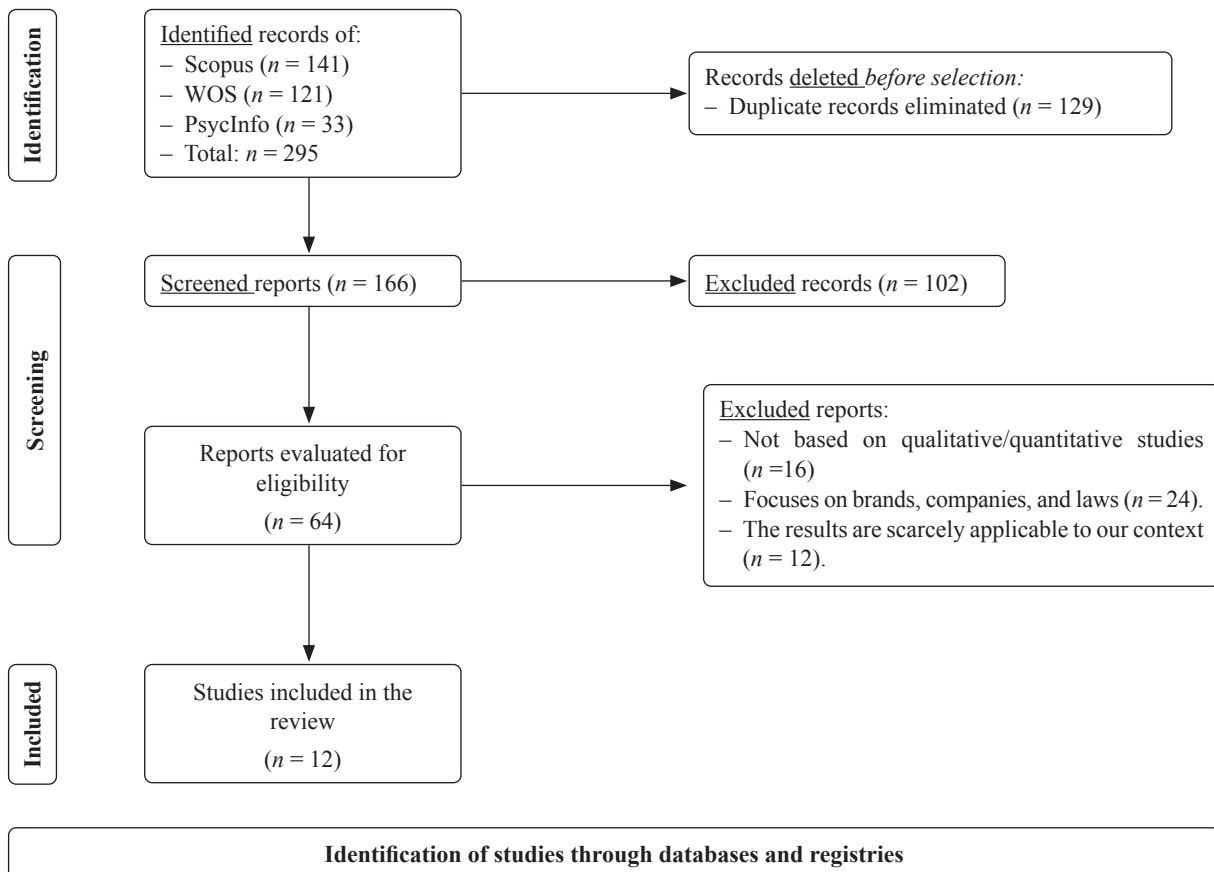 Identification
Identified records of:
– Scopus (n = 141)
– WOS (n = 121)
– PsycInfo (n = 33)
– Total: n = 295
Records deleted before selection:
– Duplicate records eliminated (n = 129)
Screening
Screened reports (n = 166)
Excluded records (n = 102)
Reports evaluated for
eligibility
(n = 64)
Excluded reports:
– Not based on qualitative/quantitative studies
(n =16)
– Focuses on brands, companies, and laws (n = 24).
– The results are scarcely applicable to our context
(n = 12).
Included
Studies included in the
review
(n = 12)
Identification of studies through databases and registries